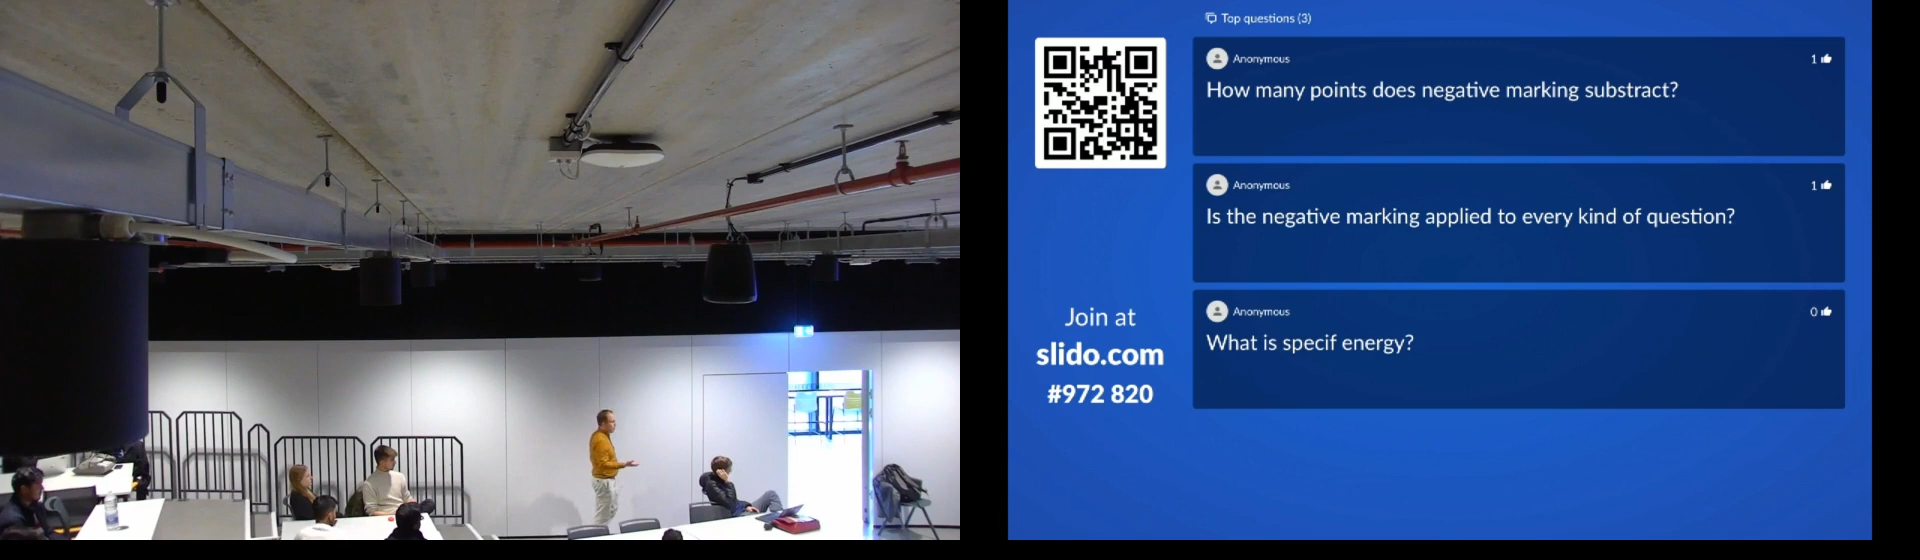 Top questions (3)
Anonymous
1
How many points does negative marking substract?
Anonymous
1
Is the negative marking applied to every kind of question?
Anonymous
0
What is specif energy?
Join at
slido.com
#972 820